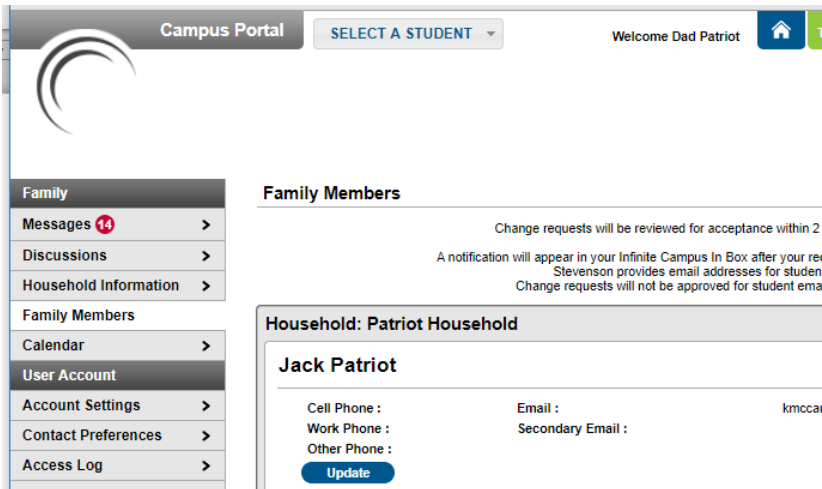 Campus Portal
SELECT A STUDENT
Welcome Dad Patriot
Family
Messages 14
Discussions
Household Information
Family Members
Calendar
User Account
Account Settings
Contact Preferences
Access Log
Family Members
Change requests will be reviewed for acceptance within 2
A notification will appear in your Infinite Campus In Box after your re
Stevenson provides email addresses for studen
Change requests will not be approved for student ema
Household: Patriot Household
Jack Patriot
Cell Phone :
Email :
kmcca
Work Phone :
Secondary Email :
Other Phone :
Update